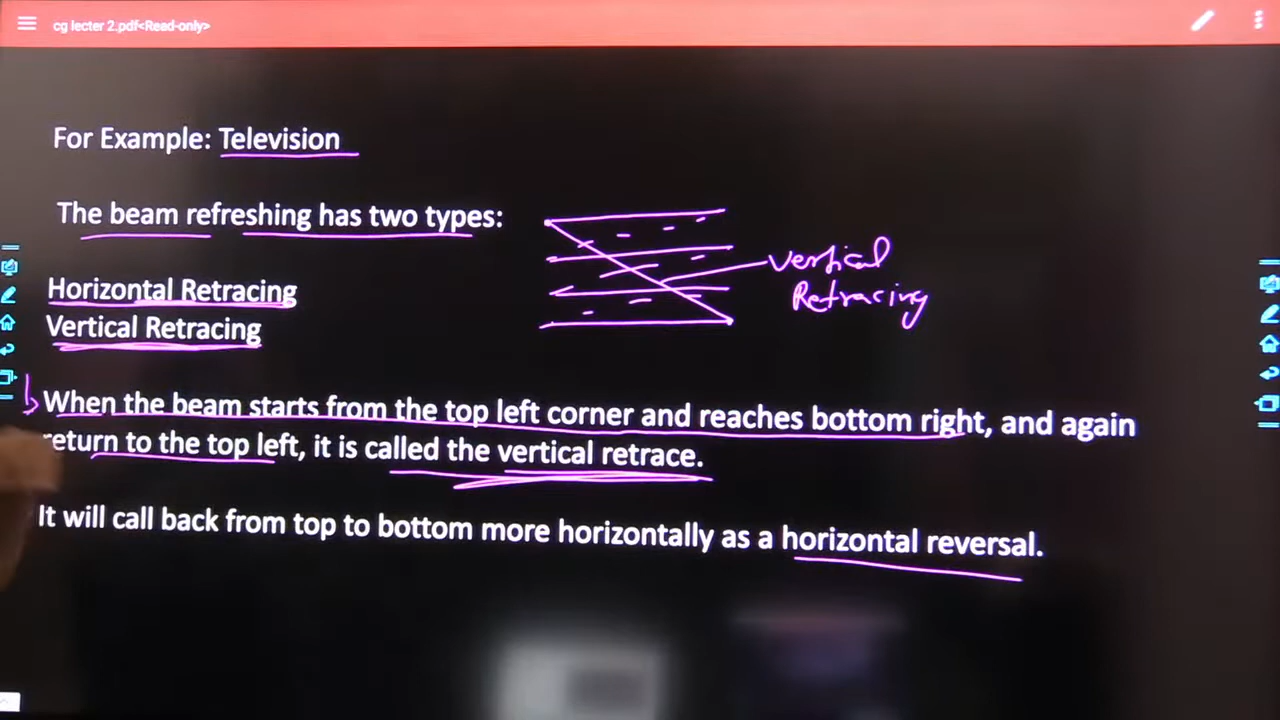 cg lecter 2.pdf<Read-only>
For Example: Television
The beam refreshing has two types:
Vertical
Retracing
Horizontal Retracing
Vertical Retracing
When the beam starts from the top left corner and reaches bottom right, and again
return to the top left, it is called the vertical retrace.
It will call back from top to bottom more horizontally as a horizontal reversal.